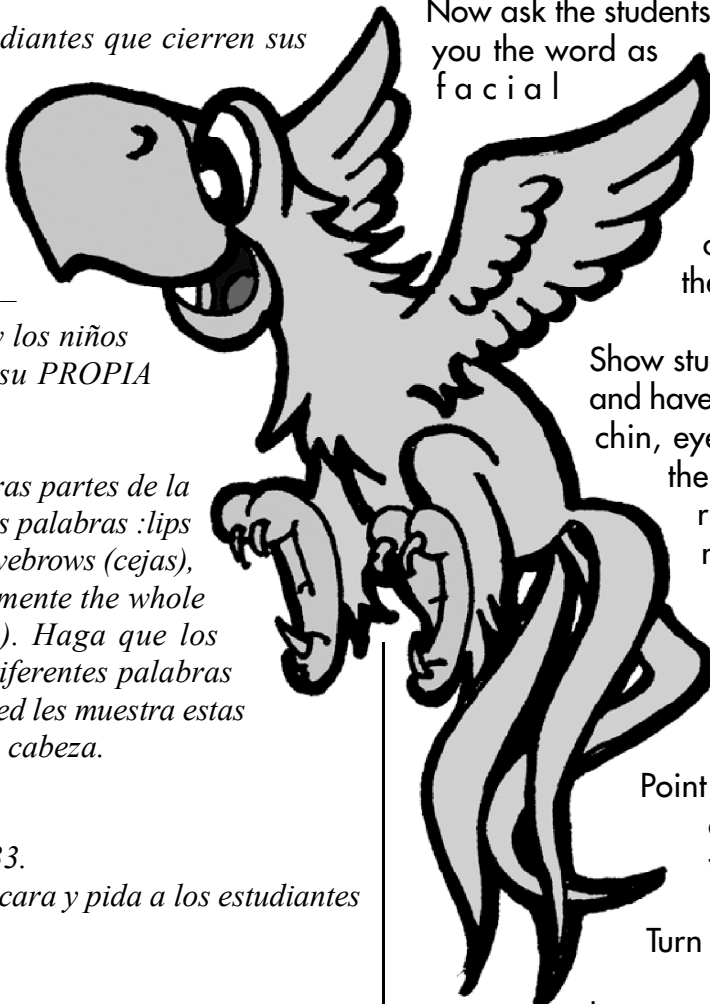 diantes que cierren sus
y los niños
su PROPIA
ras partes de la
s palabras :lips
yebrows (cejas),
mente the whole
). Haga que los
iferentes palabras
ed les muestra estas
cabeza.
33.
cara y pida a los estudiantes
Now ask the students
you the word as
f a c i a l
the
Show stu
and have
chin, eye
the
r
Point
Turn